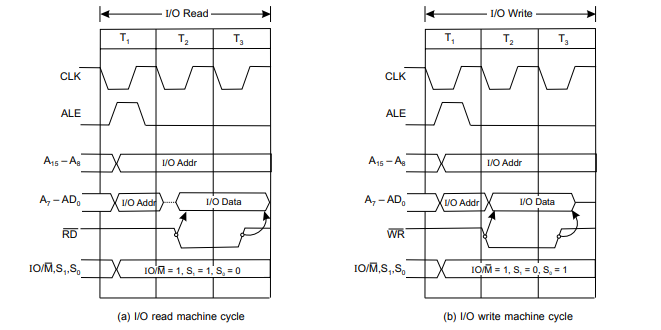 I/O Read
T₁ T₂ T₃
CLK
ALE
A₁₅ – A₈ I/O Addr
A₇ – AD₀ I/O Addr I/O Data
R̅D̅
IO/M̅,S₁,S₀ IO/M̅ = 1, S₁ = 1, S₀ = 0
(a) I/O read machine cycle
I/O Write
T₁ T₂ T₃
CLK
ALE
A₁₅ – A₈ I/O Addr
A₇ – AD₀ I/O Addr I/O Data
W̅R̅
IO/M̅,S₁,S₀ IO/M̅ = 1, S₁ = 0, S₀ = 1
(b) I/O write machine cycle